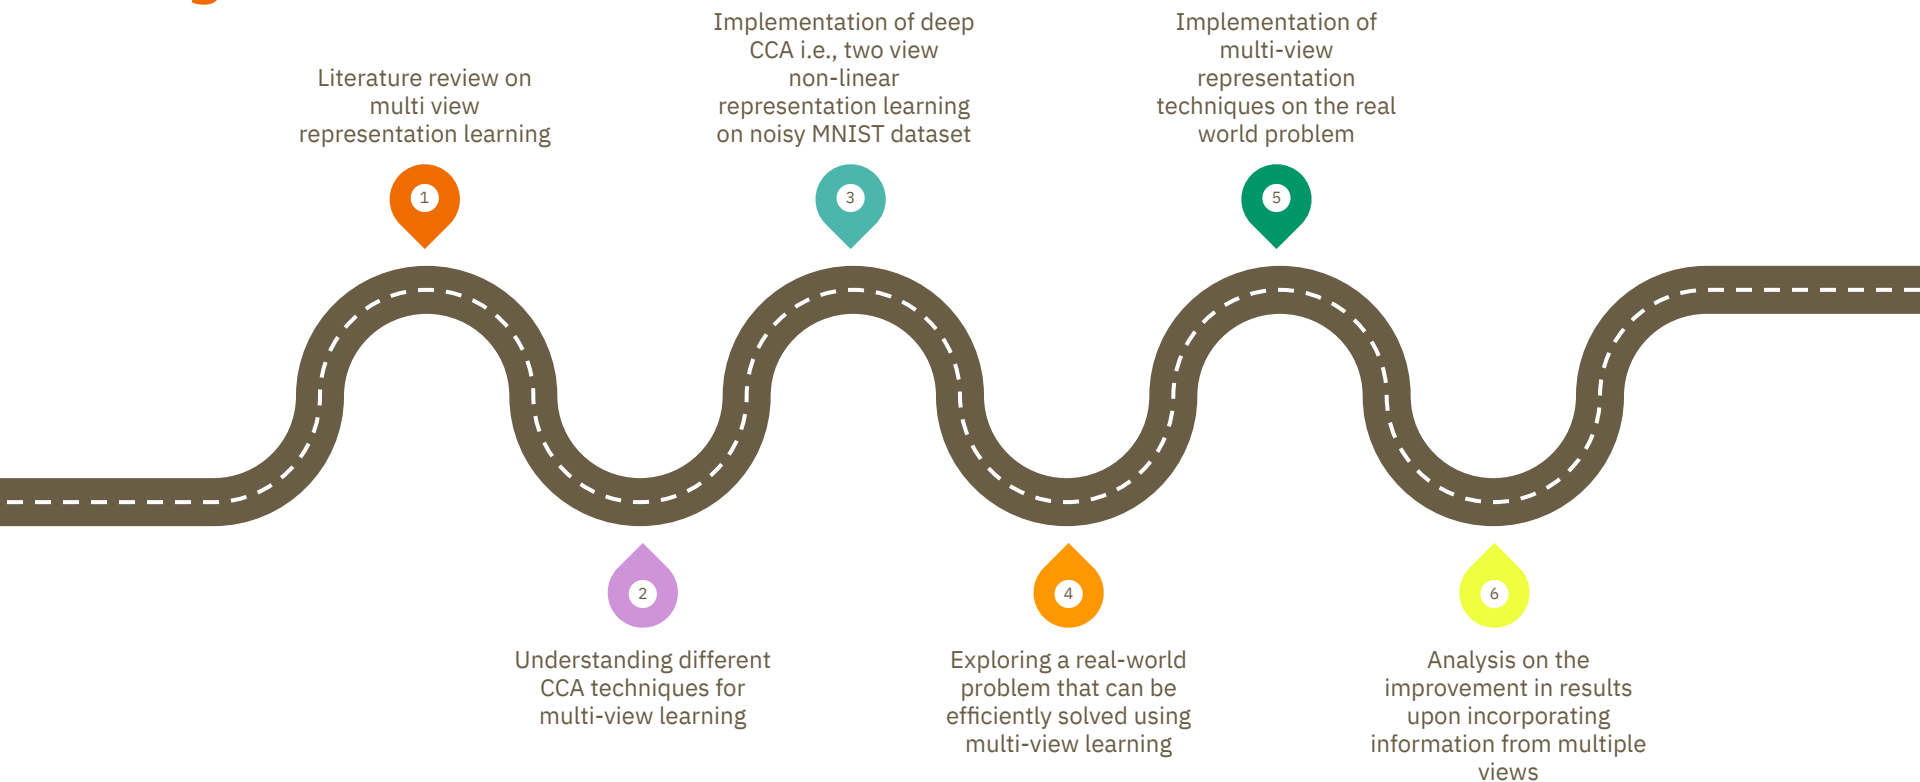 Literature review on
multi view
representation learning
1
Understanding different
CCA techniques for
multi-view learning
2
Implementation of deep
CCA i.e., two view
non-linear
representation learning
on noisy MNIST dataset
3
Exploring a real-world
problem that can be
efficiently solved using
multi-view learning
4
Implementation of
multi-view
representation
techniques on the real
world problem
5
Analysis on the
improvement in results
upon incorporating
information from multiple
views
6